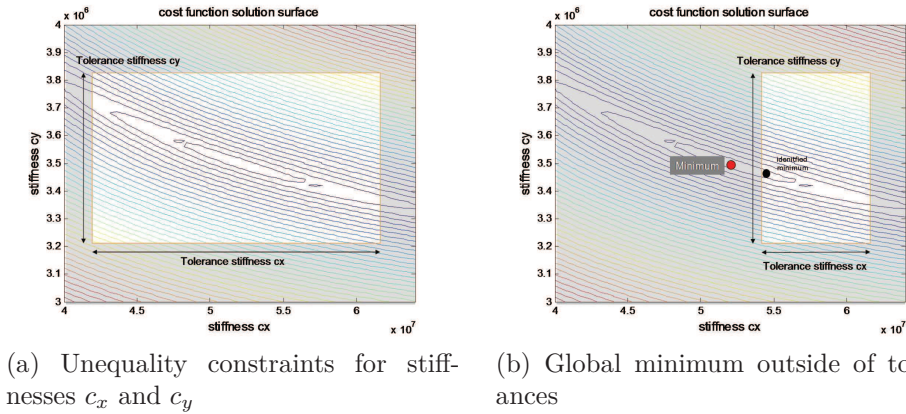 cost function solution surface
x 10^6
4
3.9
3.8
3.7
3.6
3.5
3.4
3.3
3.2
3.1
3
stiffness cy
Tolerance stiffness cy
Tolerance stiffness cx
4
4.5
5
5.5
6
x 10^7
stiffness cx
cost function solution surface
x 10^6
4
3.9
3.8
3.7
3.6
3.5
3.4
3.3
3.2
3.1
3
stiffness cy
Tolerance stiffness cy
Minimum
identified
minimum
Tolerance stiffness cx
4
4.5
5
5.5
6
x 10^7
stiffness cx
(a) Unequality constraints for stiff-
nesses c_x and c_y
(b) Global minimum outside of to
ances